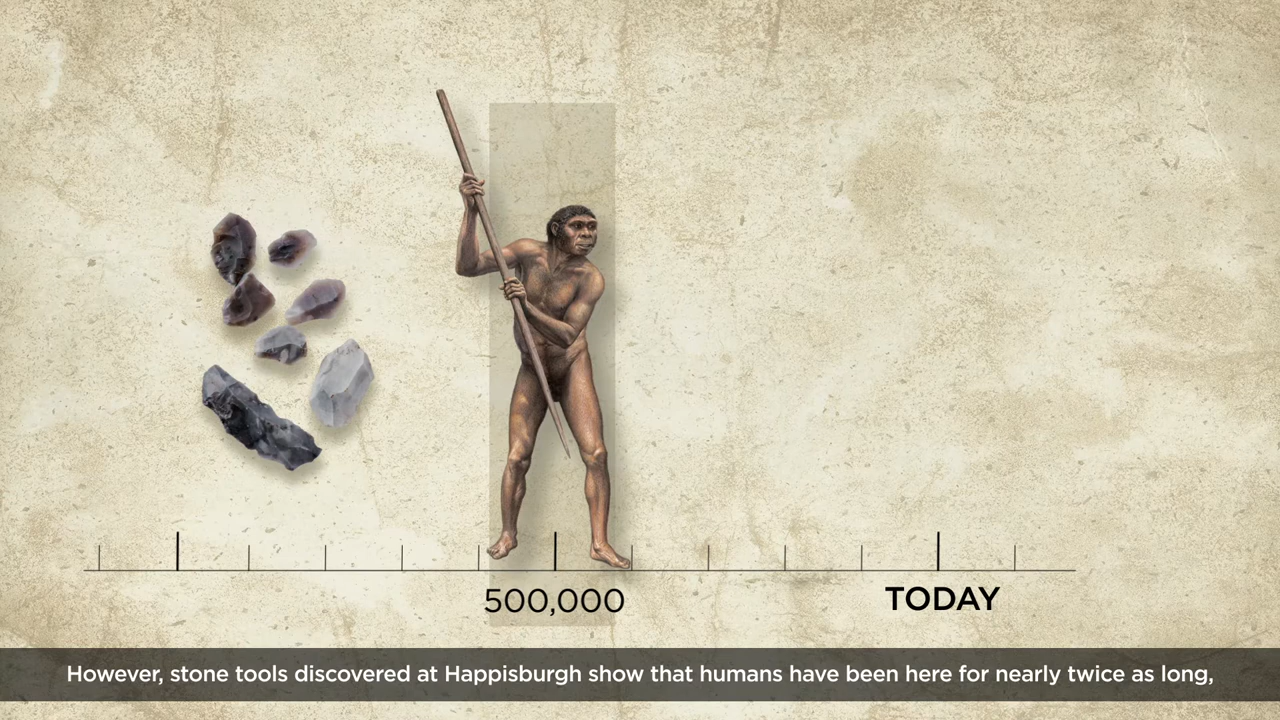 500,000
TODAY
However, stone tools discovered at Happisburgh show that humans have been here for nearly twice as long,